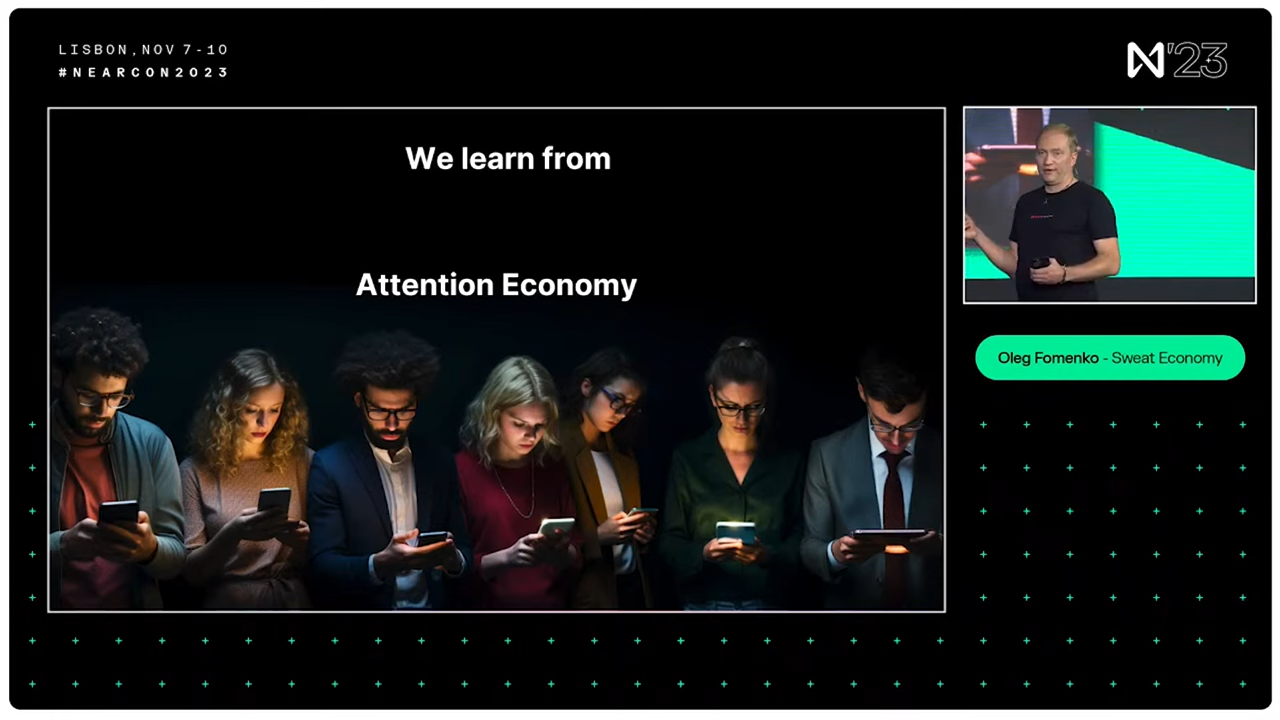 LISBON, NOV 7-10
#NEARCON2023
N'23
We learn from
Attention Economy
Oleg Fomenko - Sweat Economy